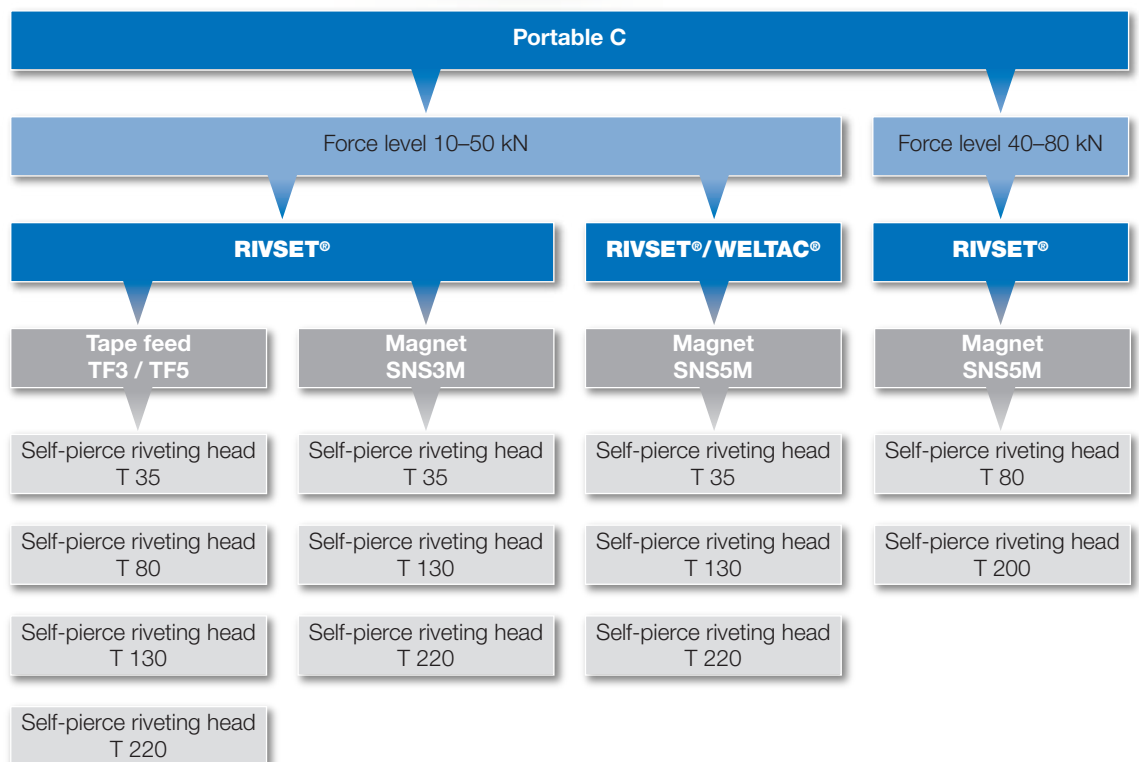 Portable C
Force level 10–50 kN
Force level 40–80 kN
RIVSET®
RIVSET®/WELTAC®
RIVSET®
Tape feed
TF3 / TF5
Magnet
SNS3M
Magnet
SNS5M
Magnet
SNS5M
Self-pierce riveting head
T 35
Self-pierce riveting head
T 35
Self-pierce riveting head
T 35
Self-pierce riveting head
T 80
Self-pierce riveting head
T 80
Self-pierce riveting head
T 130
Self-pierce riveting head
T 130
Self-pierce riveting head
T 200
Self-pierce riveting head
T 130
Self-pierce riveting head
T 220
Self-pierce riveting head
T 220
Self-pierce riveting head
T 220